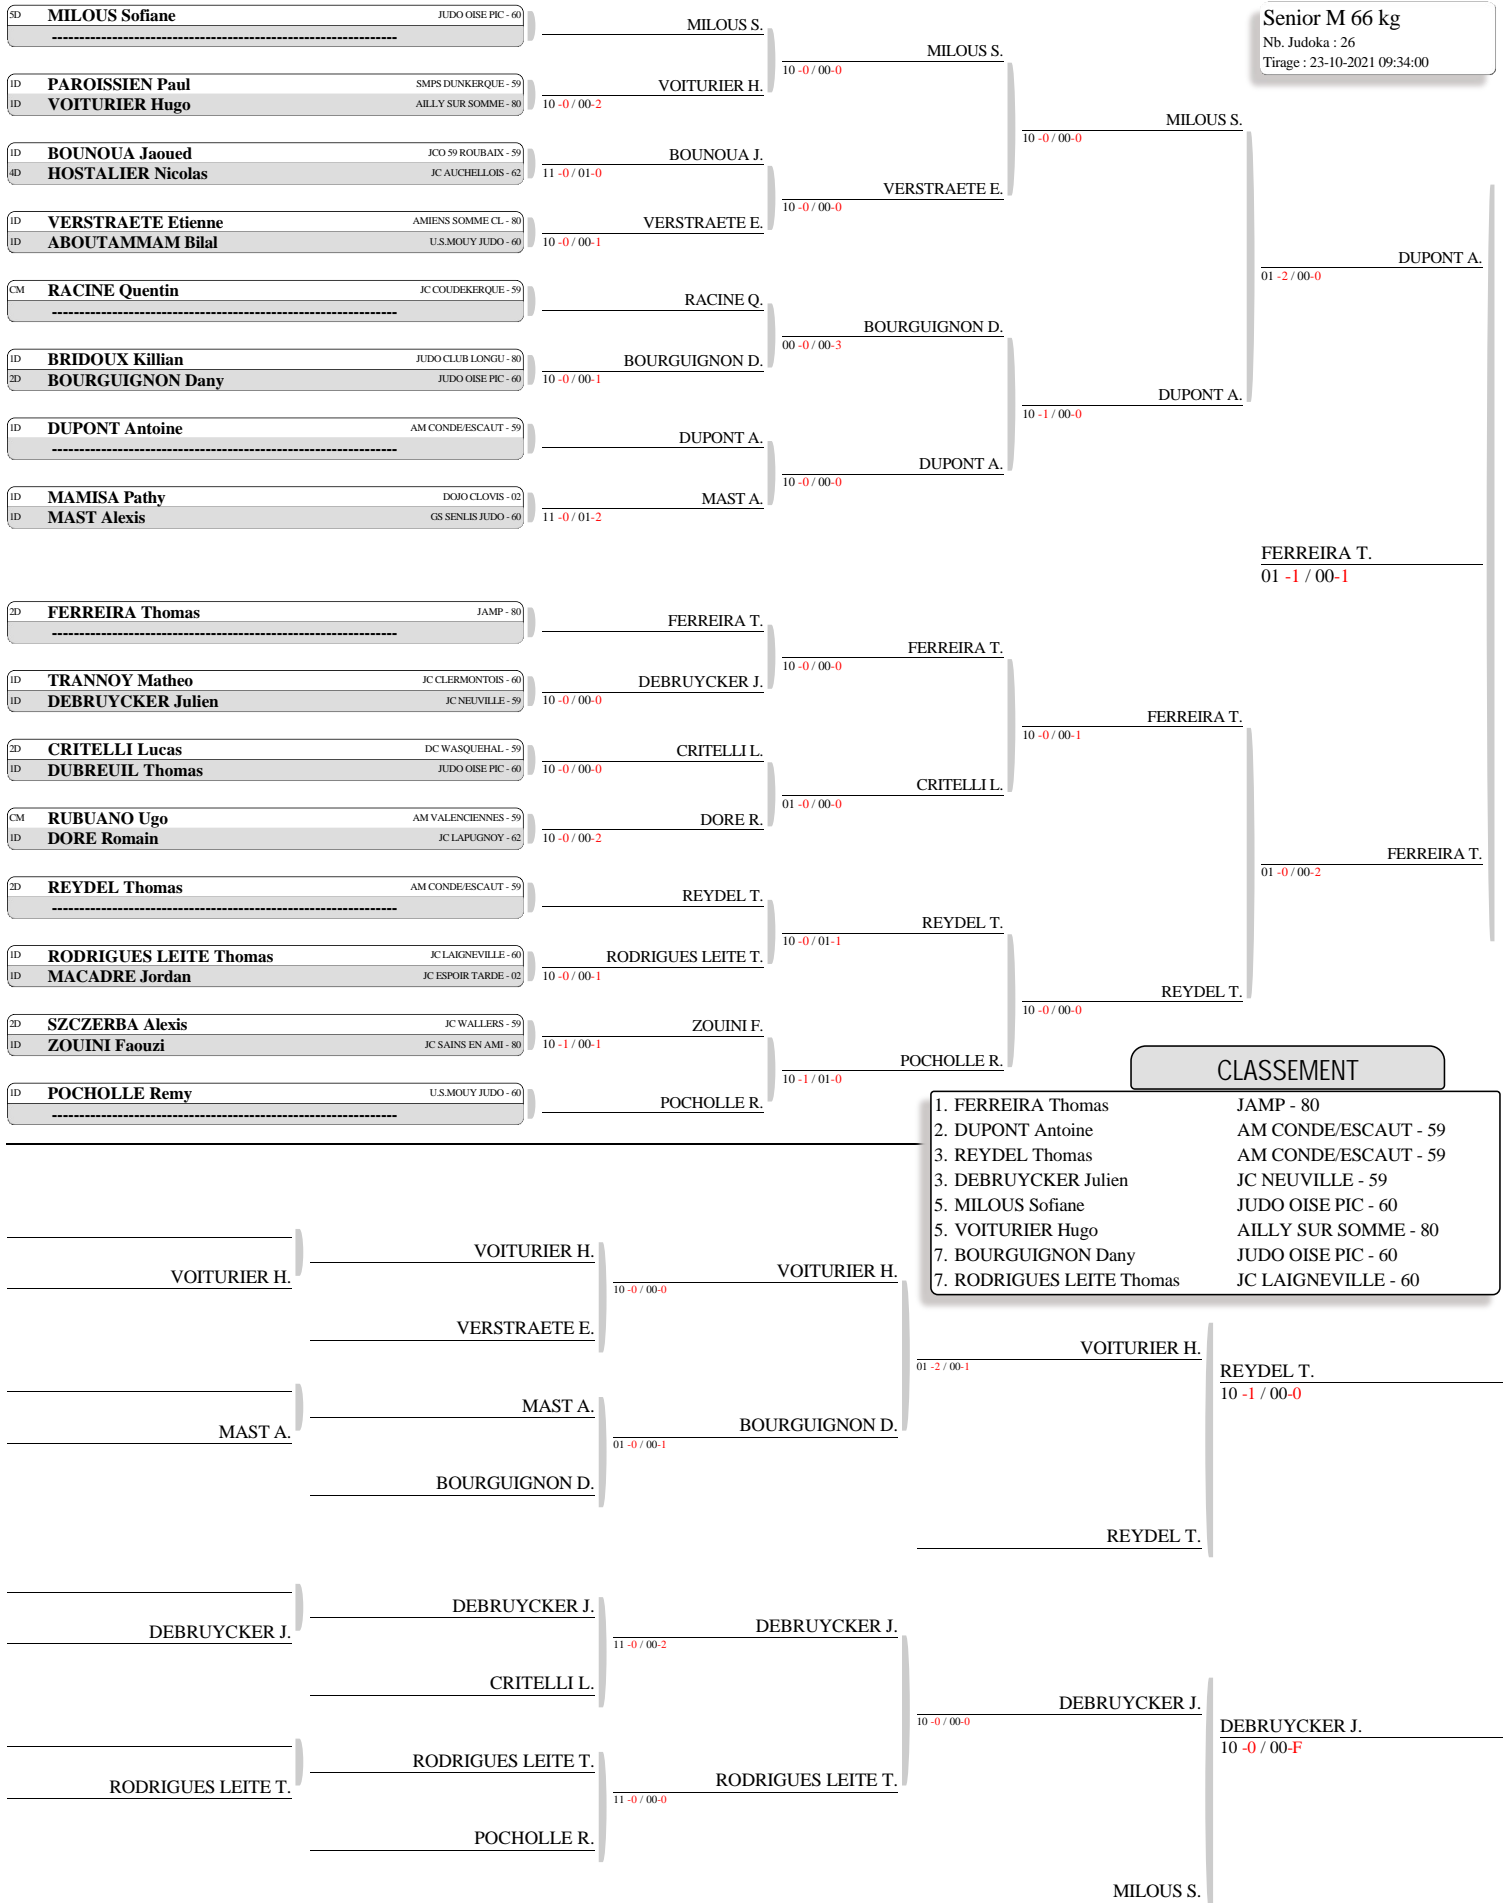 Senior M 66 kg
Nb. Judoka : 26
Tirage : 23-10-2021 09:34:00
5D MILOUS Sofiane JUDO OISE PIC - 60
----------------------------------------------------------------
1D PAROISSIEN Paul SMPS DUNKERQUE - 59
1D VOITURIER Hugo AILLY SUR SOMME - 80
1D BOUNOUA Jaoued JCO 59 ROUBAIX - 59
4D HOSTALIER Nicolas JC AUCHELLOIS - 62
1D VERSTRAETE Etienne AMIENS SOMME CL - 80
1D ABOUTAMMAM Bilal U.S.MOUY JUDO - 60
CM RACINE Quentin JC COUDEKERQUE - 59
----------------------------------------------------------------
1D BRIDOUX Killian JUDO CLUB LONGU - 80
2D BOURGUIGNON Dany JUDO OISE PIC - 60
1D DUPONT Antoine AM CONDE/ESCAUT - 59
----------------------------------------------------------------
1D MAMISA Pathy DOJO CLOVIS - 02
1D MAST Alexis GS SENLIS JUDO - 60
2D FERREIRA Thomas JAMP - 80
----------------------------------------------------------------
1D TRANNOY Matheo JC CLERMONTOIS - 60
1D DEBRUYCKER Julien JC NEUVILLE - 59
2D CRITELLI Lucas DC WASQUEHAL - 59
1D DUBREUIL Thomas JUDO OISE PIC - 60
CM RUBUANO Ugo AM VALENCIENNES - 59
1D DORE Romain JC LAPUGNOY - 62
2D REYDEL Thomas AM CONDE/ESCAUT - 59
----------------------------------------------------------------
1D RODRIGUES LEITE Thomas JC LAIGNEVILLE - 60
1D MACADRE Jordan JC ESPOIR TARDE - 02
2D SZCZERBA Alexis JC WALLERS - 59
1D ZOUINI Faouzi JC SAINS EN AMI - 80
1D POCHOLLE Remy U.S.MOUY JUDO - 60
----------------------------------------------------------------
MILOUS S.
VOITURIER H.
10 -0 / 00-2
BOUNOUA J.
11 -0 / 01-0
VERSTRAETE E.
10 -0 / 00-1
RACINE Q.
BOURGUIGNON D.
10 -0 / 00-1
DUPONT A.
MAST A.
11 -0 / 01-2
FERREIRA T.
DEBRUYCKER J.
10 -0 / 00-0
CRITELLI L.
10 -0 / 00-0
DORE R.
10 -0 / 00-2
REYDEL T.
RODRIGUES LEITE T.
10 -0 / 00-1
ZOUINI F.
10 -1 / 00-1
POCHOLLE R.
MILOUS S.
10 -0 / 00-0
VERSTRAETE E.
10 -0 / 00-0
BOURGUIGNON D.
00 -0 / 00-3
DUPONT A.
10 -0 / 00-0
FERREIRA T.
10 -0 / 00-0
CRITELLI L.
01 -0 / 00-0
REYDEL T.
10 -0 / 01-1
POCHOLLE R.
10 -1 / 01-0
MILOUS S.
10 -0 / 00-0
DUPONT A.
10 -1 / 00-0
FERREIRA T.
10 -0 / 00-1
REYDEL T.
10 -0 / 00-0
DUPONT A.
01 -2 / 00-0
FERREIRA T.
01 -0 / 00-2
FERREIRA T.
01 -1 / 00-1
CLASSEMENT
1. FERREIRA Thomas JAMP - 80
2. DUPONT Antoine AM CONDE/ESCAUT - 59
3. REYDEL Thomas AM CONDE/ESCAUT - 59
3. DEBRUYCKER Julien JC NEUVILLE - 59
5. MILOUS Sofiane JUDO OISE PIC - 60
5. VOITURIER Hugo AILLY SUR SOMME - 80
7. BOURGUIGNON Dany JUDO OISE PIC - 60
7. RODRIGUES LEITE Thomas JC LAIGNEVILLE - 60
VOITURIER H.
MAST A.
DEBRUYCKER J.
RODRIGUES LEITE T.
VOITURIER H.
VERSTRAETE E.
MAST A.
BOURGUIGNON D.
DEBRUYCKER J.
CRITELLI L.
RODRIGUES LEITE T.
POCHOLLE R.
VOITURIER H.
10 -0 / 00-0
BOURGUIGNON D.
01 -0 / 00-1
DEBRUYCKER J.
11 -0 / 00-2
RODRIGUES LEITE T.
11 -0 / 00-0
VOITURIER H.
01 -2 / 00-1
REYDEL T.
DEBRUYCKER J.
10 -0 / 00-0
MILOUS S.
REYDEL T.
10 -1 / 00-0
DEBRUYCKER J.
10 -0 / 00-F